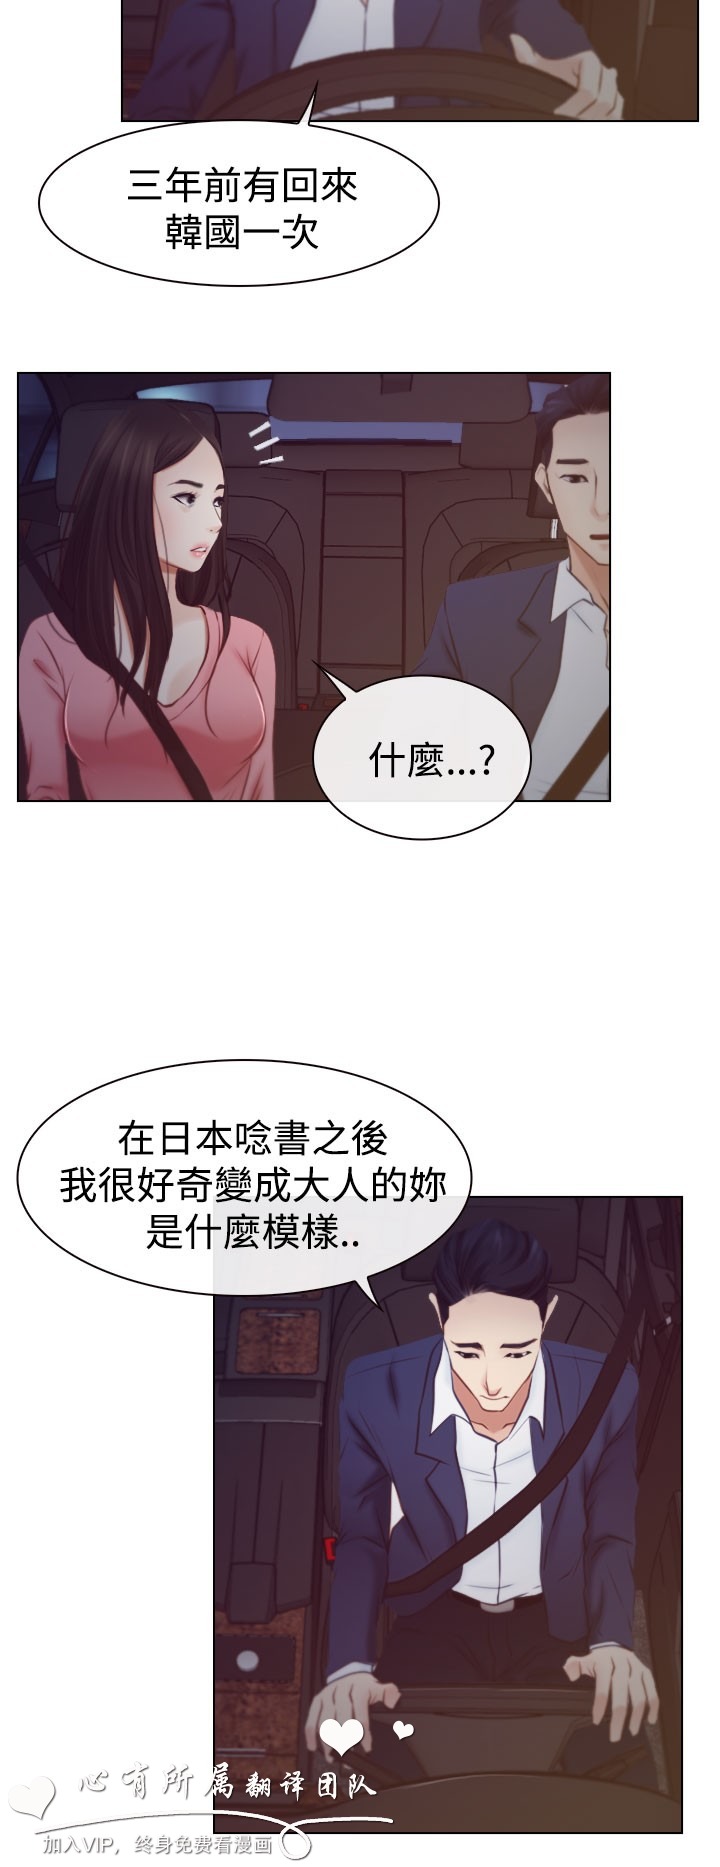 三年前有回來
韓國一次
什麼...?
在日本唸書之後
我很好奇變成大人的妳
是什麼模樣..
心有所属翻译团队
加入VIP，终身免费看漫画